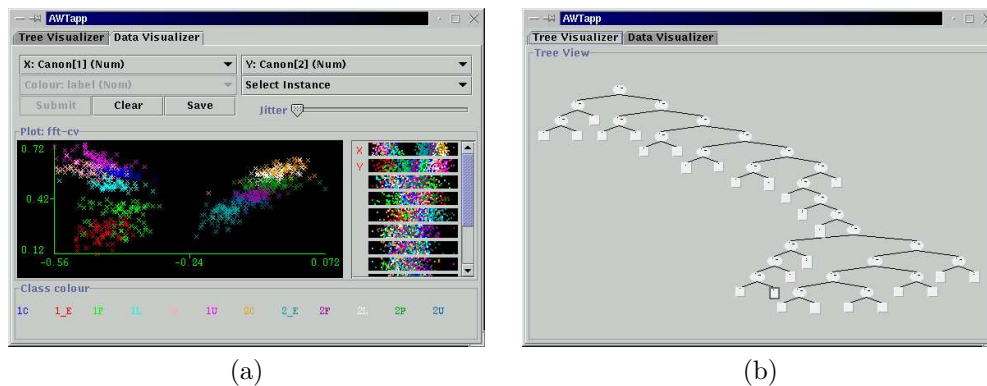 AWTapp
Tree Visualizer Data Visualizer
X: Canon[1] (Num) Y: Canon[2] (Num)
Colour: label (Nom) Select Instance
Submit Clear Save Jitter
Plot: fft-cv
0.72
0.42
0.12
-0.56 -0.24 0.072
X
Y
Class colour
1C 1_E 1F 1L 1U 2C 2_E 2F 2L 2P 2U
(a)
AWTapp
Tree Visualizer Data Visualizer
Tree View
(b)